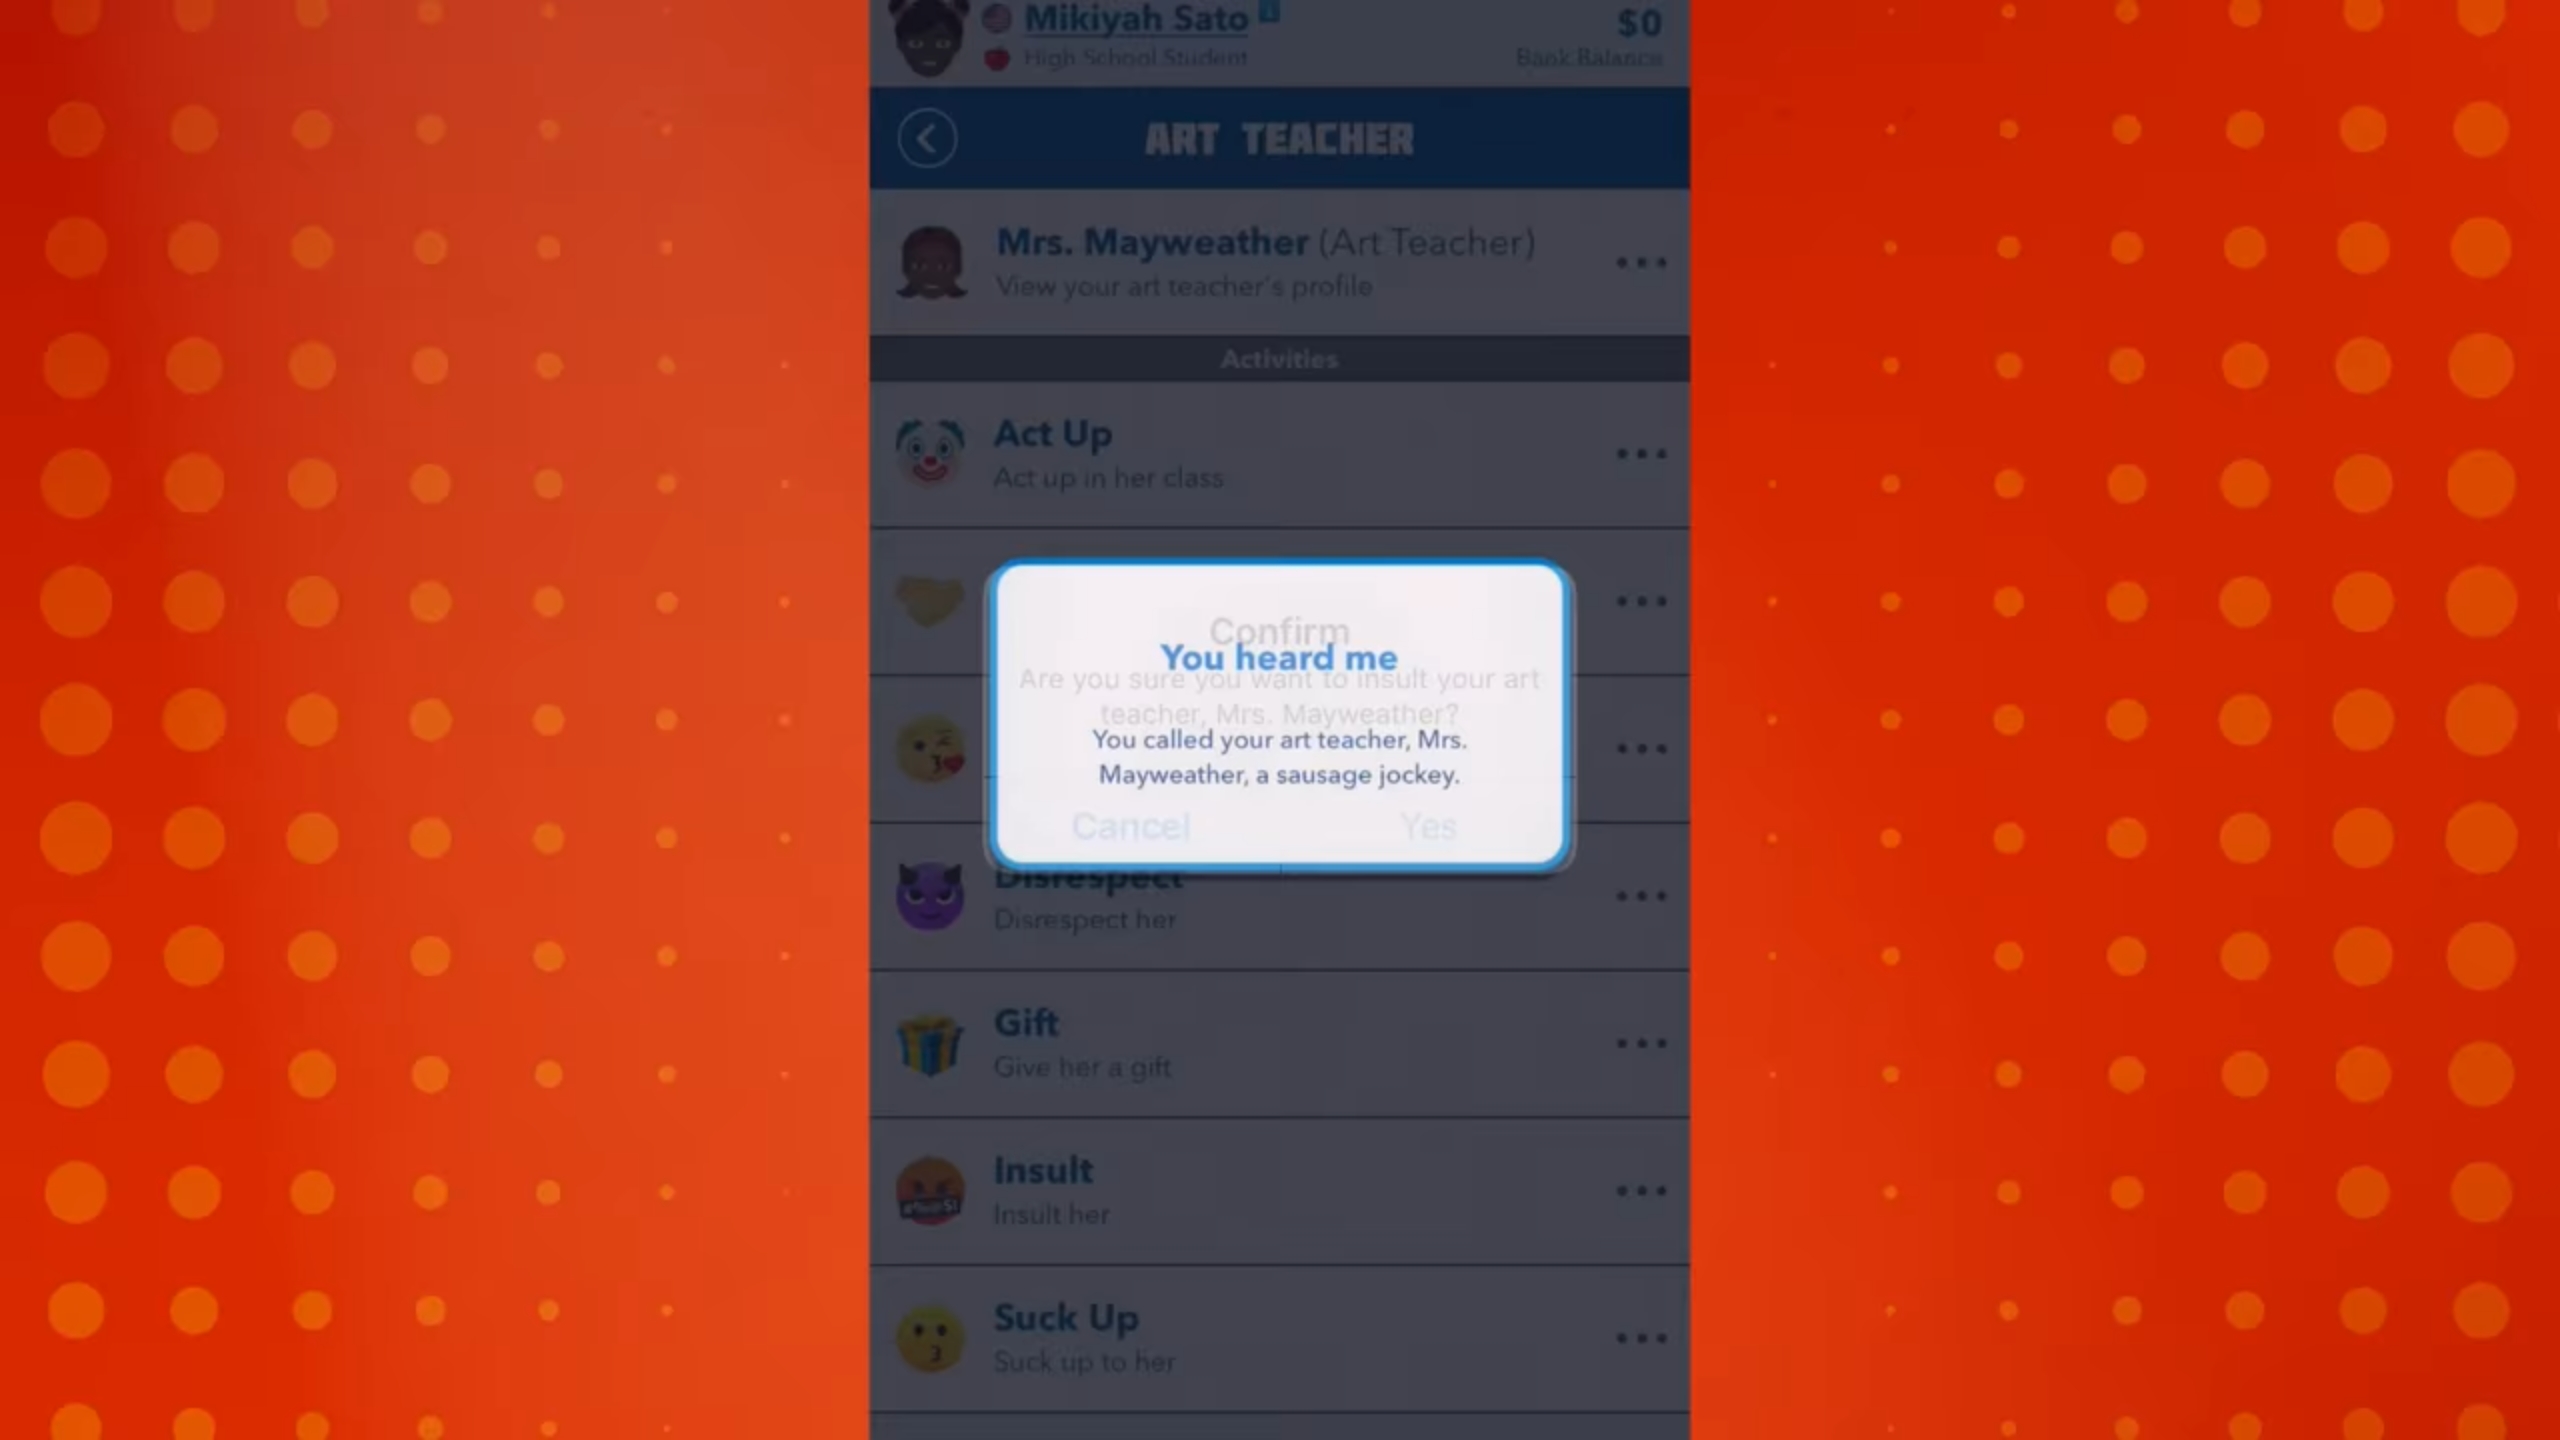 Mikiyah Sato
$0
High School Student
Bank Balance
ART TEACHER
Mrs. Mayweather (Art Teacher)
View your art teacher's profile
Activities
Act Up
Act up in her class
Confirm
You heard me
Are you sure you want to insult your art
teacher, Mrs. Mayweather?
You called your art teacher, Mrs.
Mayweather, a sausage jockey.
Cancel
Yes
Disrespect
Disrespect her
Gift
Give her a gift
Insult
Insult her
Suck Up
Suck up to her